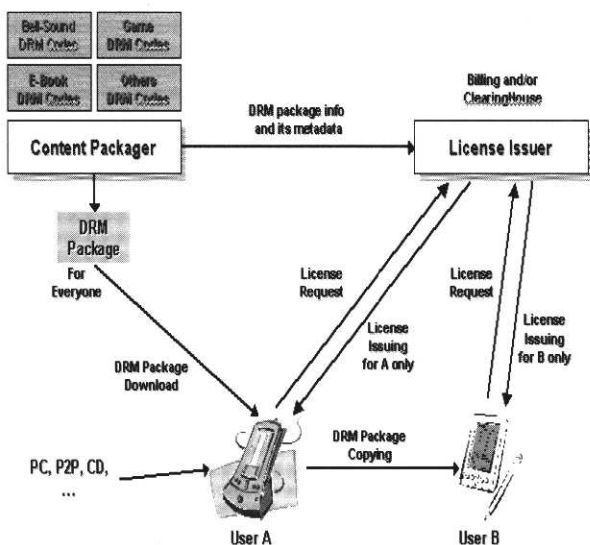 Bell-Sound
DRM Codes
Game
DRM Codes
E-Book
DRM Codes
Others
DRM Codes
Billing and/or
ClearingHouse
DRM package info
and its metadata
Content Packager
License Issuer
DRM
Package
For
Everyone
License
Request
License
Request
License
Issuing
for A only
License
Issuing
for B only
DRM Package
Download
DRM Package
Copying
PC, P2P, CD,
...
User A
User B